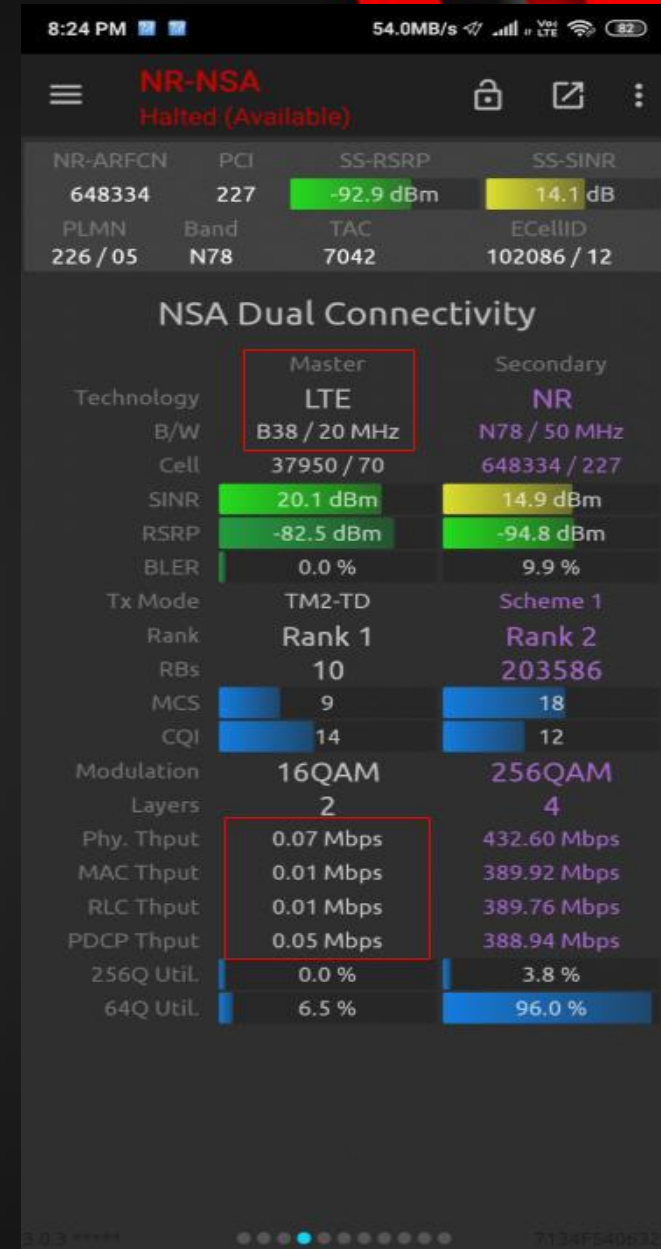 8:24 PM 54.0MB/s VoLTE 82
NR-NSA
Halted (Available)
NR-ARFCN PCI SS-RSRP SS-SINR
648334 227 -92.9 dBm 14.1 dB
PLMN Band TAC ECellID
226 / 05 N78 7042 102086 / 12
NSA Dual Connectivity
Master Secondary
Technology LTE NR
B/W B38 / 20 MHz N78 / 50 MHz
Cell 37950 / 70 648334 / 227
SINR 20.1 dBm 14.9 dBm
RSRP -82.5 dBm -94.8 dBm
BLER 0.0 % 9.9 %
Tx Mode TM2-TD Scheme 1
Rank Rank 1 Rank 2
RBs 10 203586
MCS 9 18
CQI 14 12
Modulation 16QAM 256QAM
Layers 2 4
Phy. Thput 0.07 Mbps 432.60 Mbps
MAC Thput 0.01 Mbps 389.92 Mbps
RLC Thput 0.01 Mbps 389.76 Mbps
PDCP Thput 0.05 Mbps 388.94 Mbps
256Q Util. 0.0 % 3.8 %
64Q Util. 6.5 % 96.0 %